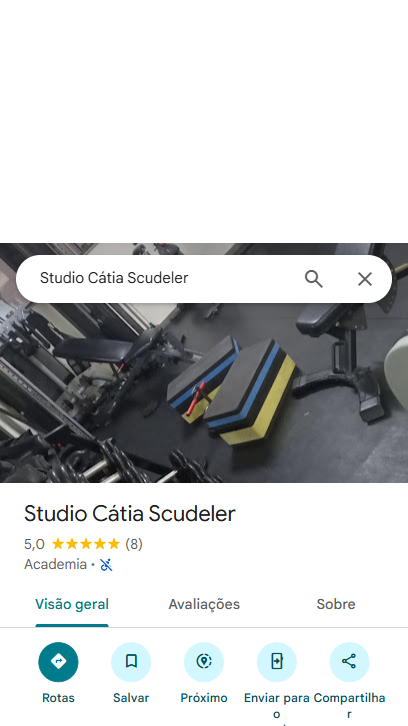 Studio Cátia Scudeler
Studio Cátia Scudeler
5,0 (8)
Academia ·
Visão geral Avaliações Sobre
Rotas Salvar Próximo Enviar para o Compartilhar